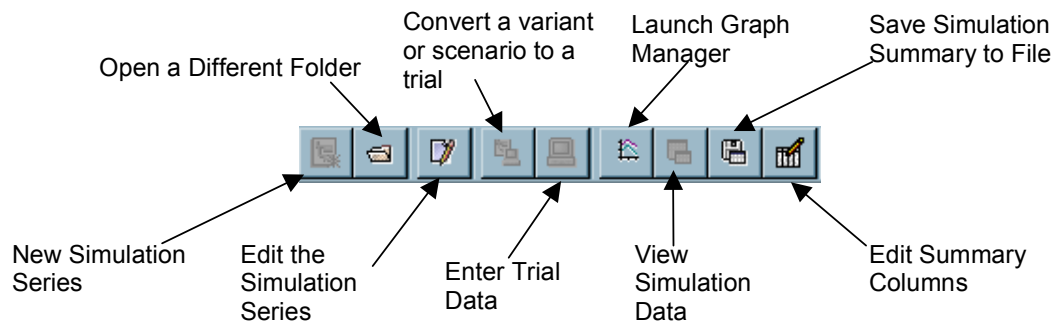 Open a Different Folder
Convert a variant
or scenario to a
trial
Launch Graph
Manager
Save Simulation
Summary to File
New Simulation
Series
Edit the
Simulation
Series
Enter Trial
Data
View
Simulation
Data
Edit Summary
Columns